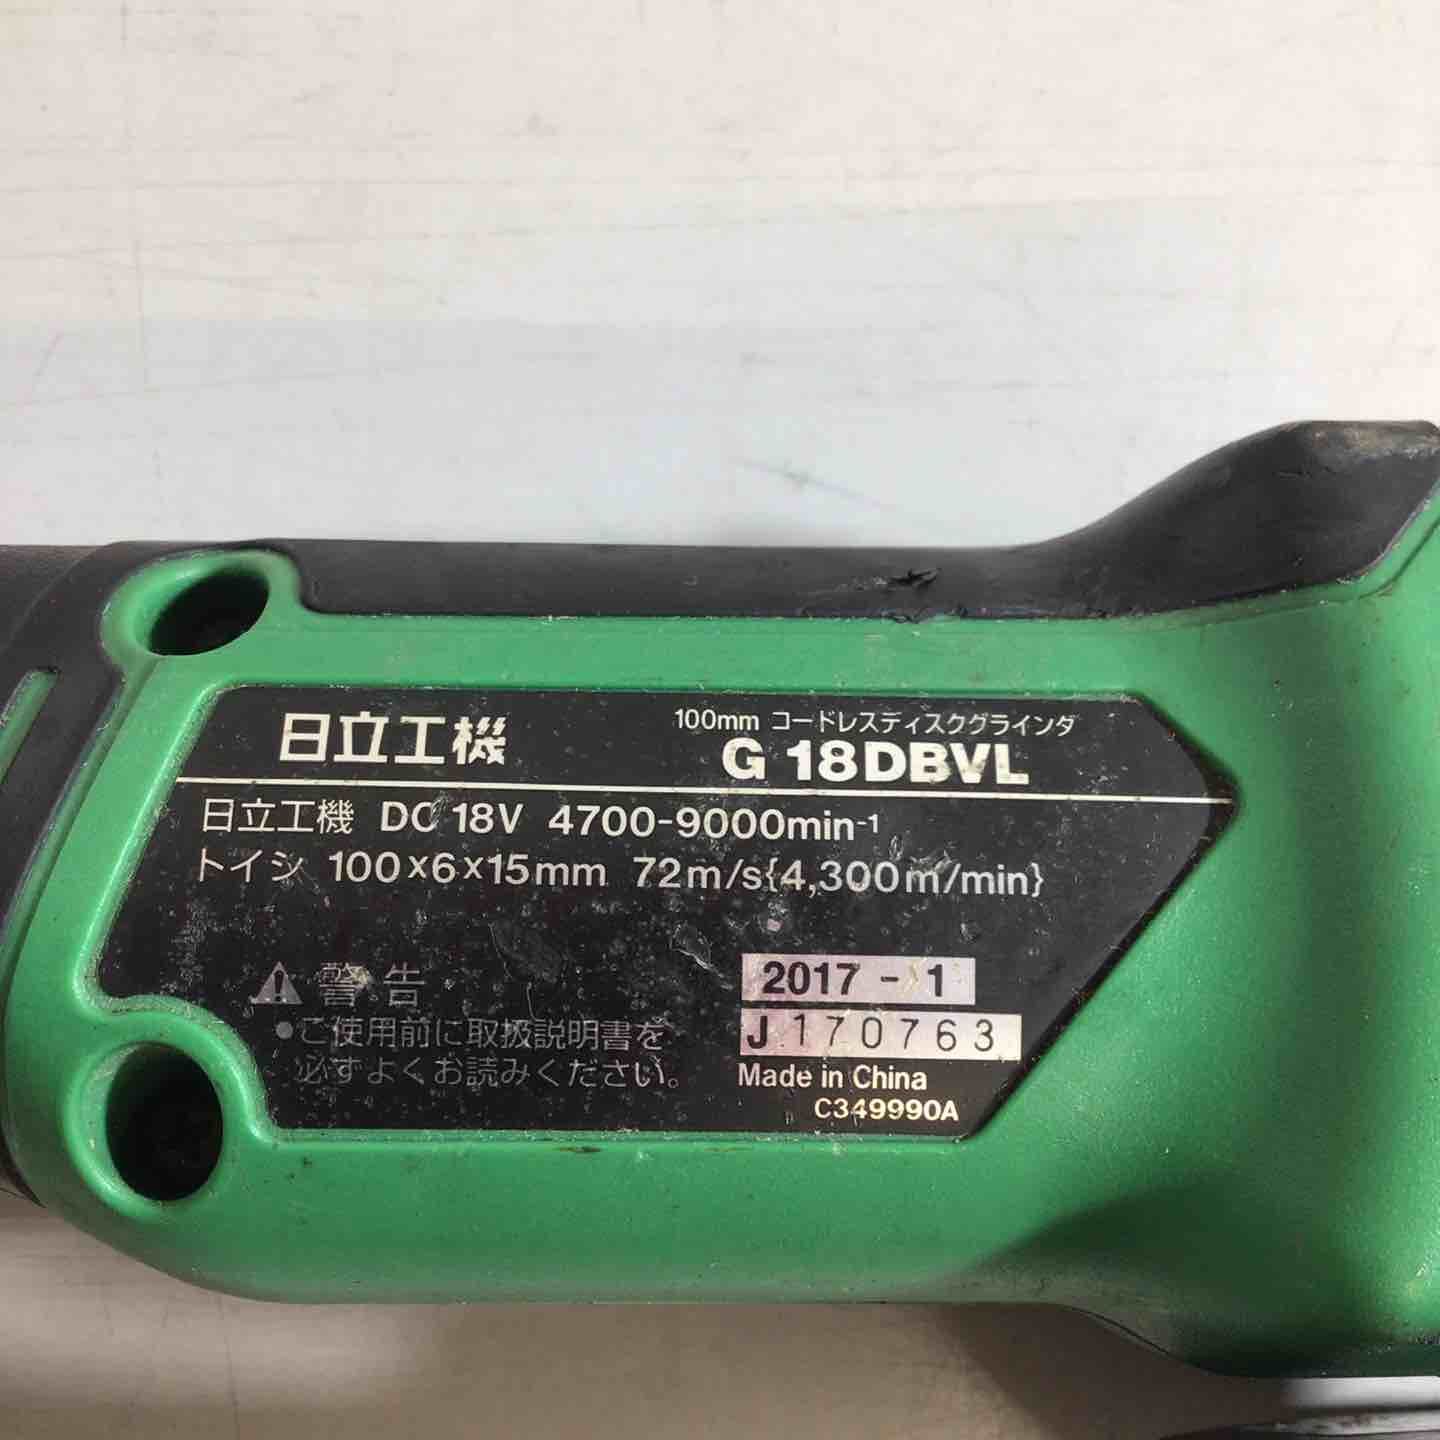 日立工機
100mm コードレスディスクグラインダ
G 18DBVL
日立工機 DC 18V 4700-9000min-1
トイシ 100×6×15mm 72m/s{4,300m/min}
⚠警告
●ご使用前に取扱説明書を
必ずよくお読みください。
2017 - 1
J 170763
Made in China
C349990A